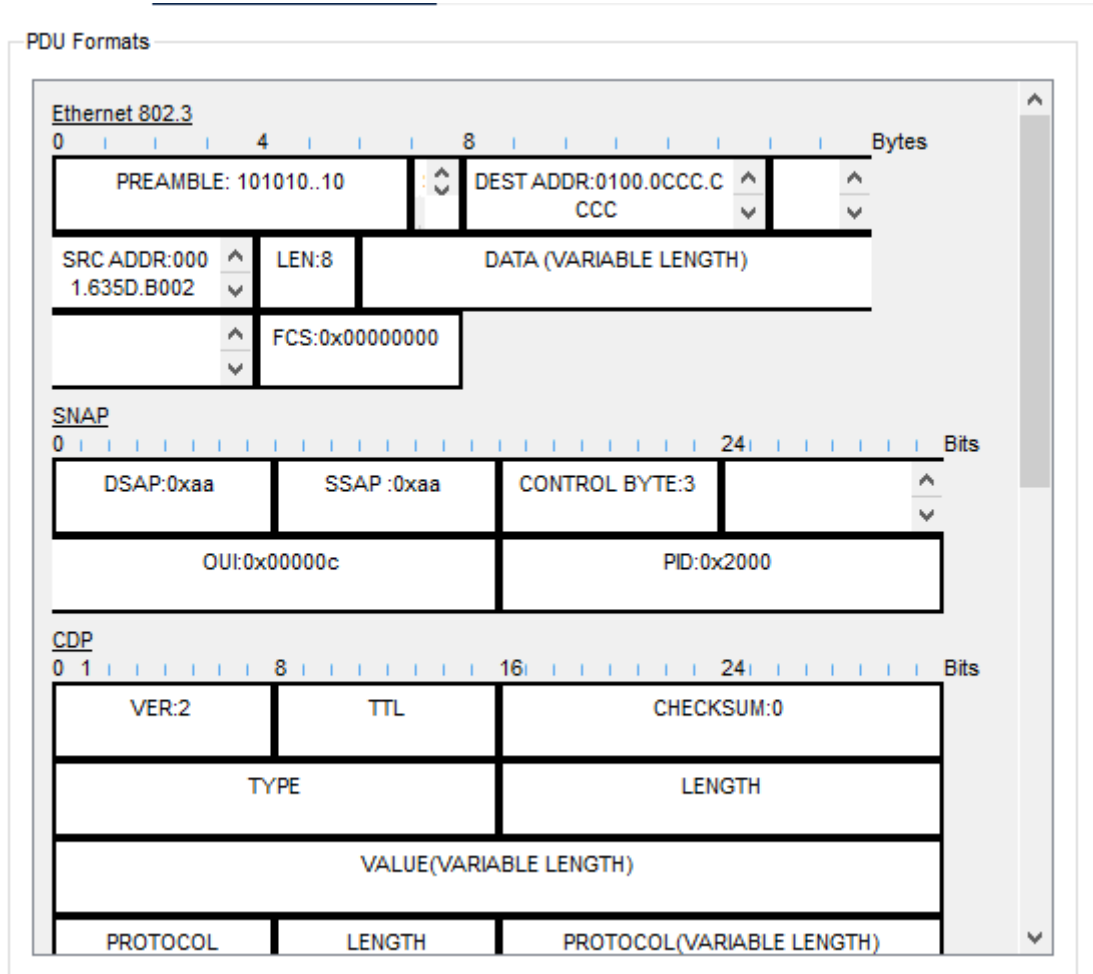 PDU Formats
Ethernet 802.3
0 4 8 Bytes
PREAMBLE: 101010..10
DEST ADDR:0100.0CCC.C
CCC
SRC ADDR:000
1.635D.B002
LEN:8
DATA (VARIABLE LENGTH)
FCS:0x00000000
SNAP
0 24 Bits
DSAP:0xaa
SSAP :0xaa
CONTROL BYTE:3
OUI:0x00000c
PID:0x2000
CDP
0 1 8 16 24 Bits
VER:2
TTL
CHECKSUM:0
TYPE
LENGTH
VALUE(VARIABLE LENGTH)
PROTOCOL
LENGTH
PROTOCOL(VARIABLE LENGTH)